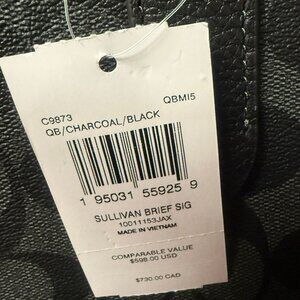 C9873 QBMI5
QB/CHARCOAL/BLACK
1 95031 55925 9
SULLIVAN BRIEF SIG
10011153JAX
MADE IN VIETNAM
COMPARABLE VALUE
$598.00 USD
$730.00 CAD